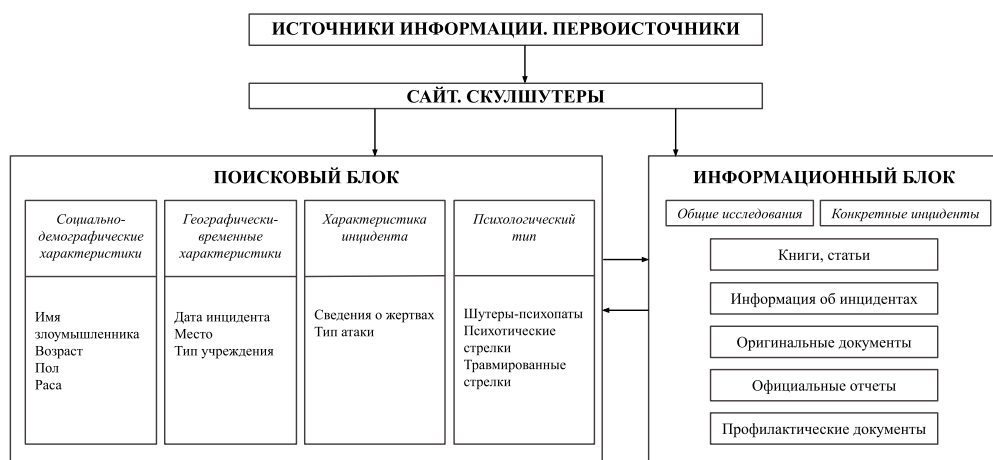 ИСТОЧНИКИ ИНФОРМАЦИИ. ПЕРВОИСТОЧНИКИ
САЙТ. СКУЛШУТЕРЫ
ПОИСКОВЫЙ БЛОК
Социально-
демографические
характеристики
Имя
злоумышленника
Возраст
Пол
Раса
Географически-
временные
характеристики
Дата инцидента
Место
Тип учреждения
Характеристика
инцидента
Сведения о жертвах
Тип атаки
Психологический
тип
Шутеры-психопаты
Психотические
стрелки
Травмированные
стрелки
ИНФОРМАЦИОННЫЙ БЛОК
Общие исследования
Конкретные инциденты
Книги, статьи
Информация об инцидентах
Оригинальные документы
Официальные отчеты
Профилактические документы